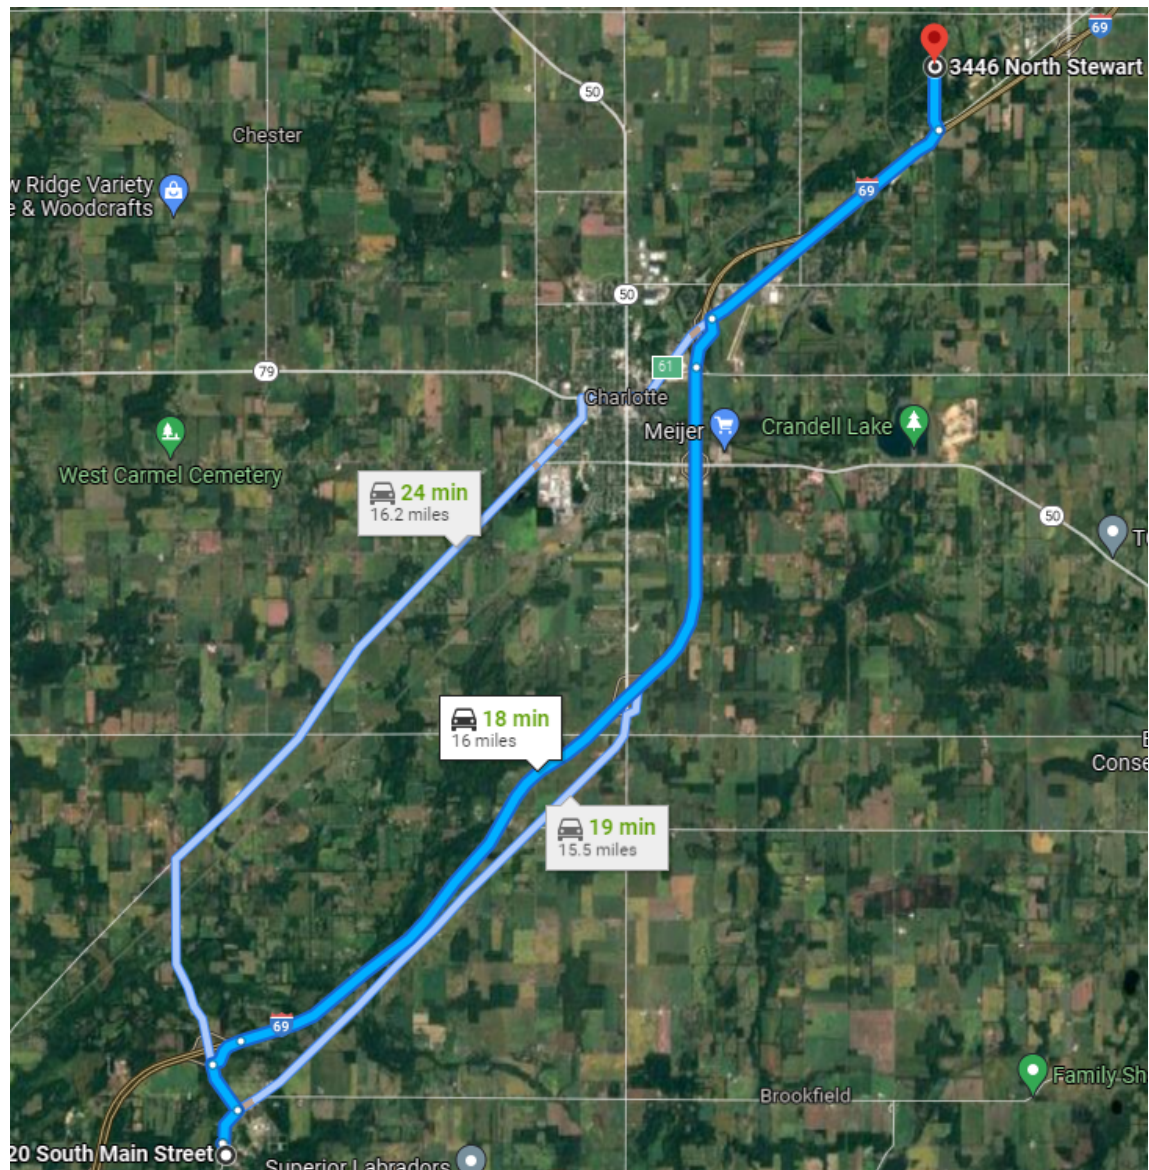 69
3446 North Stewart
50
Chester
w Ridge Variety
e & Woodcrafts
69
50
61
79
Charlotte
Meijer
Crandell Lake
West Carmel Cemetery
24 min
16.2 miles
50
T
18 min
16 miles
E
Conse
19 min
15.5 miles
69
Family Sh
Brookfield
20 South Main Street
Superior Labradors